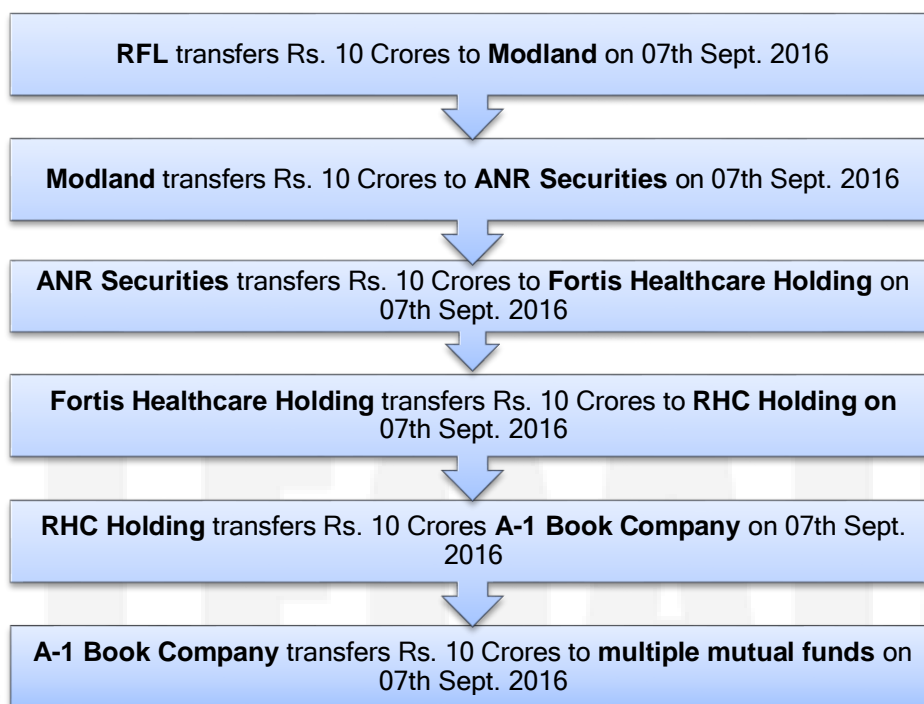 RFL transfers Rs. 10 Crores to Modland on 07th Sept. 2016
Modland transfers Rs. 10 Crores to ANR Securities on 07th Sept. 2016
ANR Securities transfers Rs. 10 Crores to Fortis Healthcare Holding on
07th Sept. 2016
Fortis Healthcare Holding transfers Rs. 10 Crores to RHC Holding on
07th Sept. 2016
RHC Holding transfers Rs. 10 Crores A-1 Book Company on 07th Sept.
2016
A-1 Book Company transfers Rs. 10 Crores to multiple mutual funds on
07th Sept. 2016